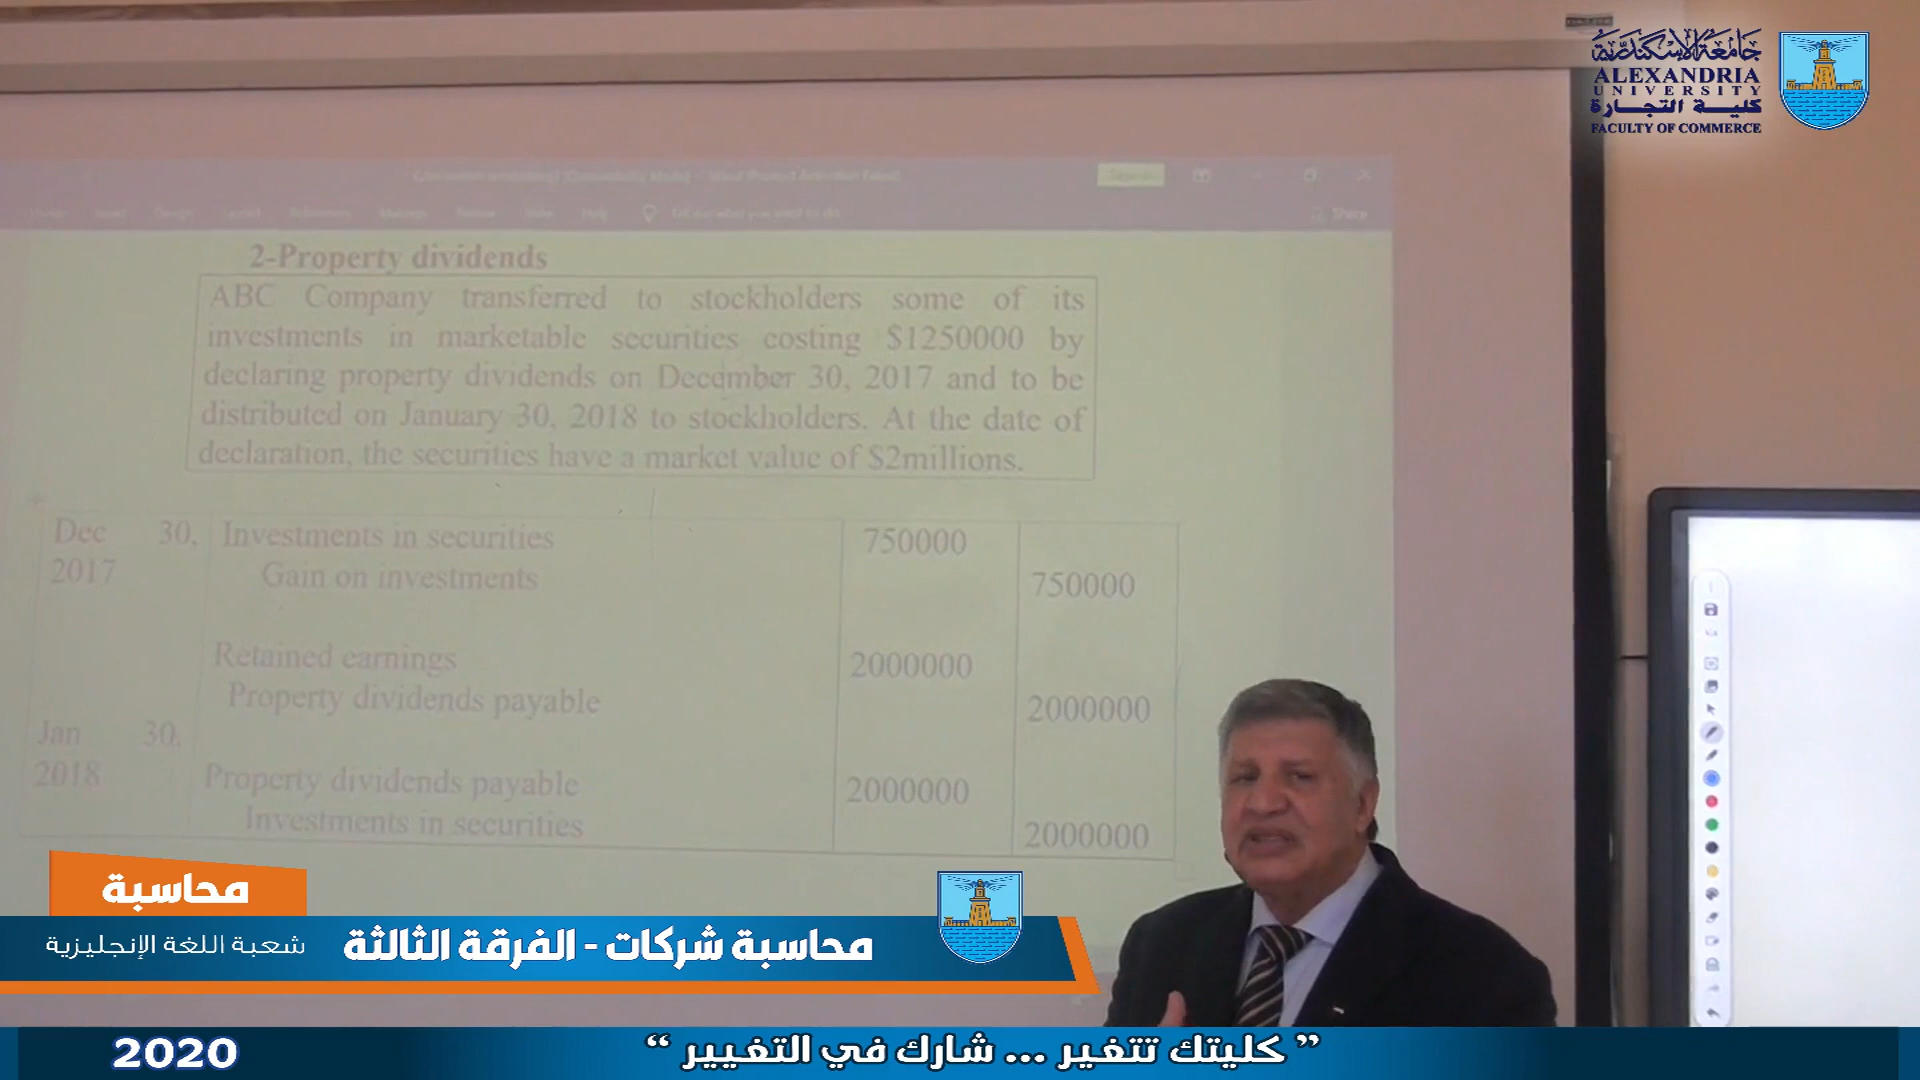 جامعة الإسكندرية
ALEXANDRIA
UNIVERSITY
كلية التجارة
FACULTY OF COMMERCE
Share
2-Property dividends
ABC Company transferred to stockholders some of its
investments in marketable securities costing $1250000 by
declaring property dividends on December 30, 2017 and to be
distributed on January 30, 2018 to stockholders. At the date of
declaration, the securities have a market value of $2millions.
Dec 30, Investments in securities 750000
2017 Gain on investments 750000
Retained earnings 2000000
Property dividends payable 2000000
Jan 30,
2018 Property dividends payable 2000000
Investments in securities 2000000
محاسبة
محاسبة شركات - الفرقة الثالثة
شعبة اللغة الإنجليزية
” كليتك تتغير ... شارك في التغيير “
2020